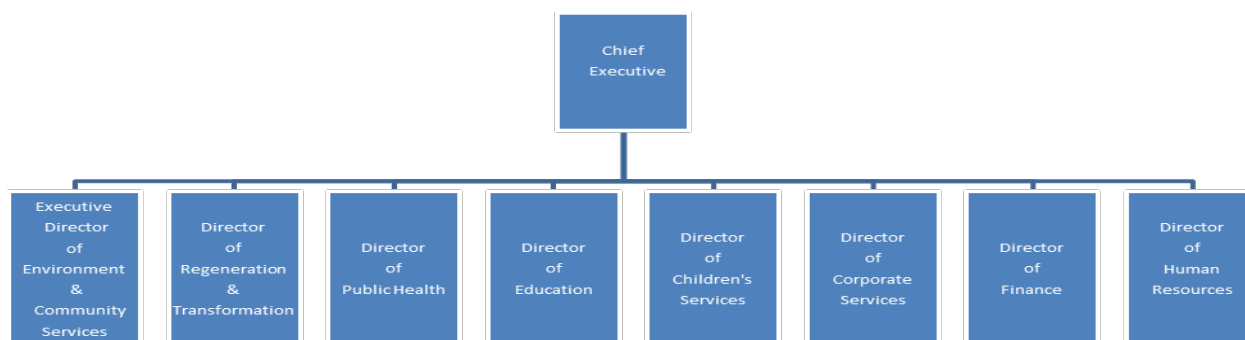 Chief
Executive
Executive
Director
of
Environment
&
Community
Services
Director
of
Regeneration
&
Transformation
Director
of
Public Health
Director
of
Education
Director
of
Children's
Services
Director
of
Corporate
Services
Director
of
Finance
Director
of
Human
Resources